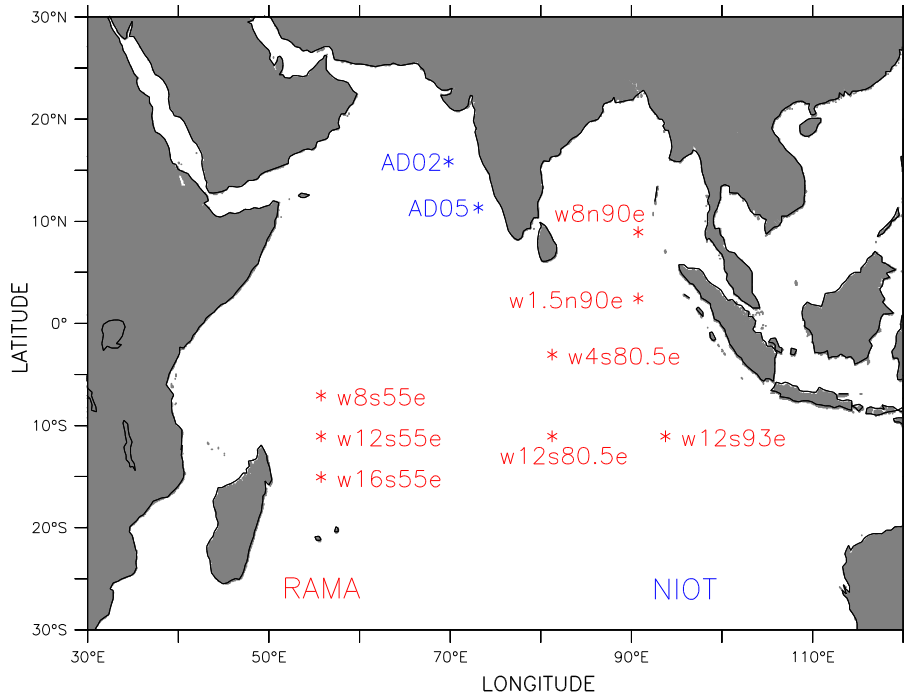 30°N
20°N
10°N
0°
10°S
20°S
30°S
LATITUDE
AD02*
AD05*
w8n90e
*
w1.5n90e *
* w4s80.5e
* w8s55e
* w12s55e
* w16s55e
*
w12s80.5e
* w12s93e
RAMA
NIOT
30°E
50°E
70°E
90°E
110°E
LONGITUDE